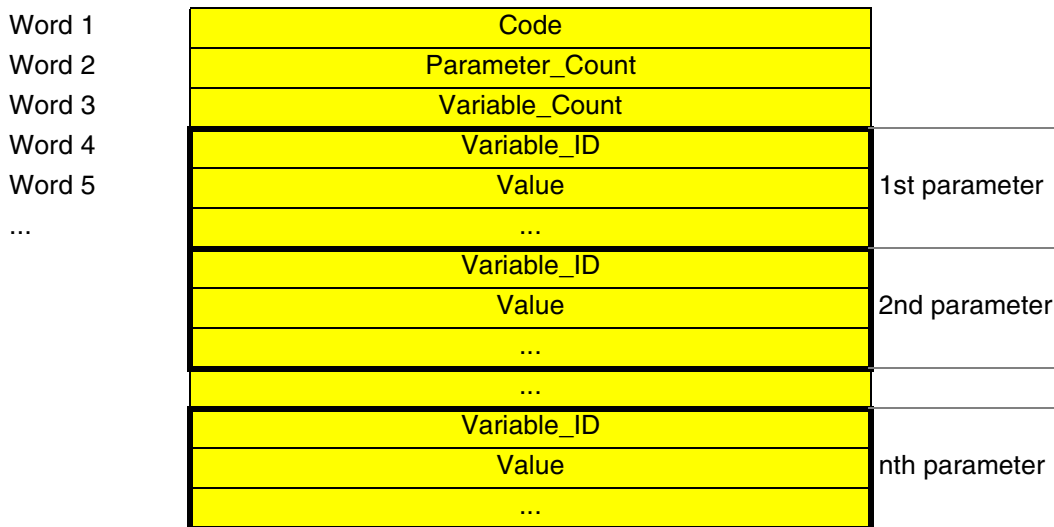 Word 1 Code
Word 2 Parameter_Count
Word 3 Variable_Count
Word 4 Variable_ID
Word 5 Value 1st parameter
... ...
Variable_ID
Value 2nd parameter
...
...
Variable_ID
Value nth parameter
...